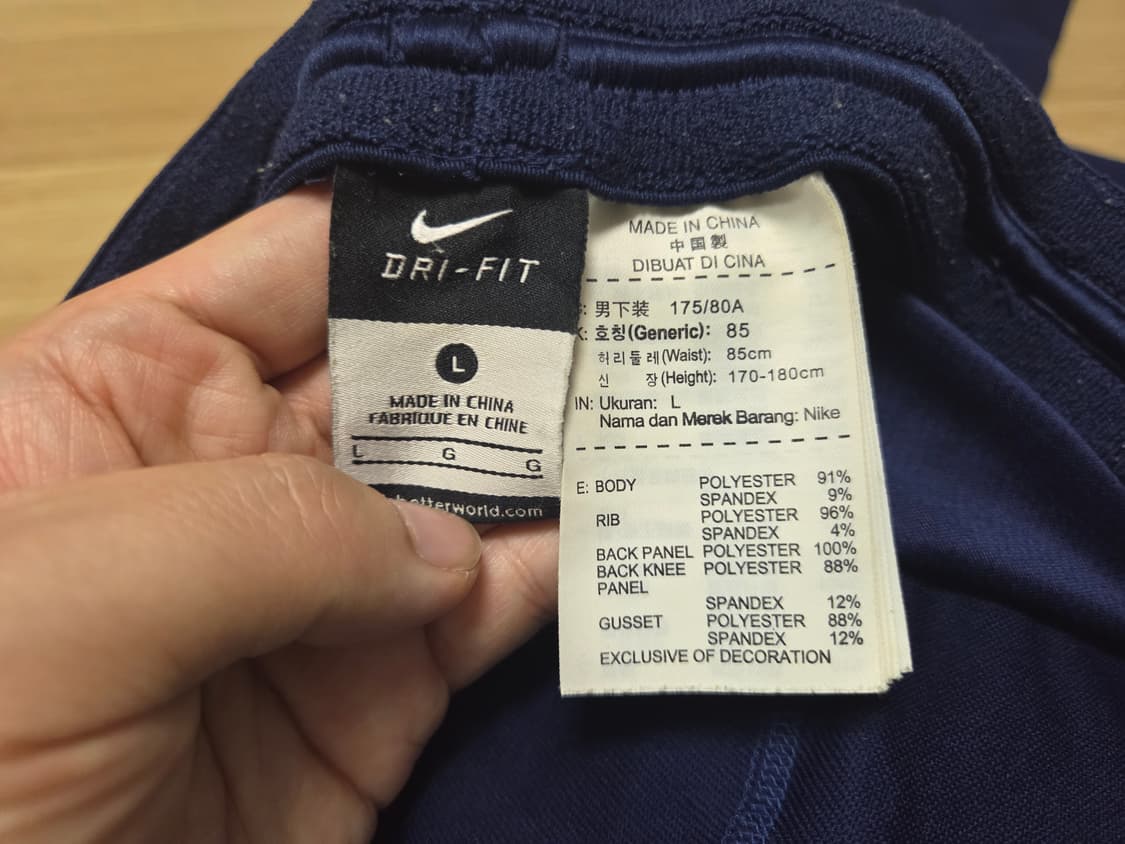 DRI-FIT
L
MADE IN CHINA
FABRIQUE EN CHINE
L G G
betterworld.com
MADE IN CHINA
中国製
DIBUAT DI CINA
男下装 175/80A
K: 호칭(Generic): 85
허리둘레(Waist): 85cm
신 장(Height): 170-180cm
IN: Ukuran: L
Nama dan Merek Barang: Nike
E: BODY POLYESTER 91%
SPANDEX 9%
RIB POLYESTER 96%
SPANDEX 4%
BACK PANEL POLYESTER 100%
BACK KNEE POLYESTER 88%
PANEL
SPANDEX 12%
GUSSET POLYESTER 88%
SPANDEX 12%
EXCLUSIVE OF DECORATION